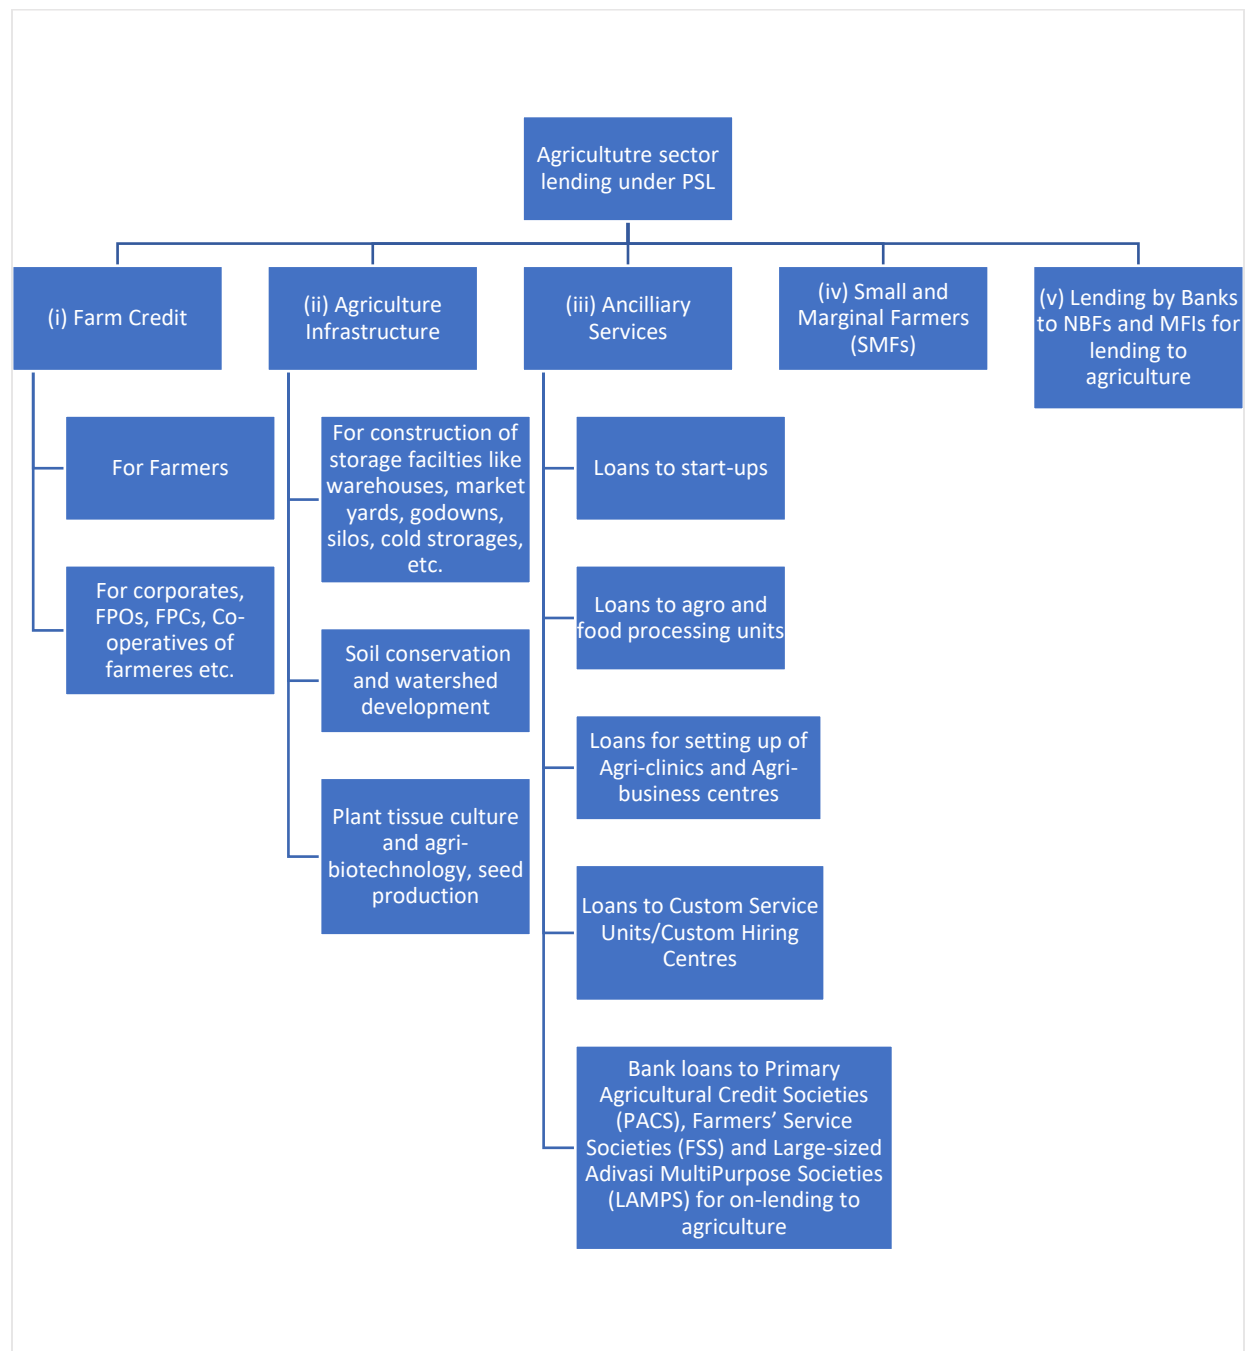 Agricultutre sector
lending under PSL
(i) Farm Credit
(ii) Agriculture
Infrastructure
(iii) Ancilliary
Services
(iv) Small and
Marginal Farmers
(SMFs)
(v) Lending by Banks
to NBFs and MFIs for
lending to
agriculture
For Farmers
For corporates,
FPOs, FPCs, Co-
operatives of
farmeres etc.
For construction of
storage facilties like
warehouses, market
yards, godowns,
silos, cold strorages,
etc.
Soil conservation
and watershed
development
Plant tissue culture
and agri-
biotechnology, seed
production
Loans to start-ups
Loans to agro and
food processing units
Loans for setting up of
Agri-clinics and Agri-
business centres
Loans to Custom Service
Units/Custom Hiring
Centres
Bank loans to Primary
Agricultural Credit Societies
(PACS), Farmers’ Service
Societies (FSS) and Large-sized
Adivasi MultiPurpose Societies
(LAMPS) for on-lending to
agriculture